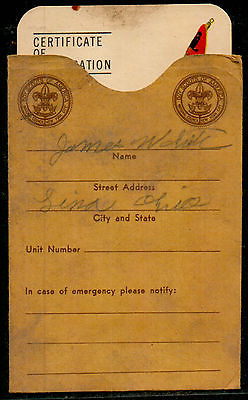 CERTIFICATE
OF
ATION
James
Name
Street Address
Lima Ohio
City and State
Unit Number
In case of emergency please notify: